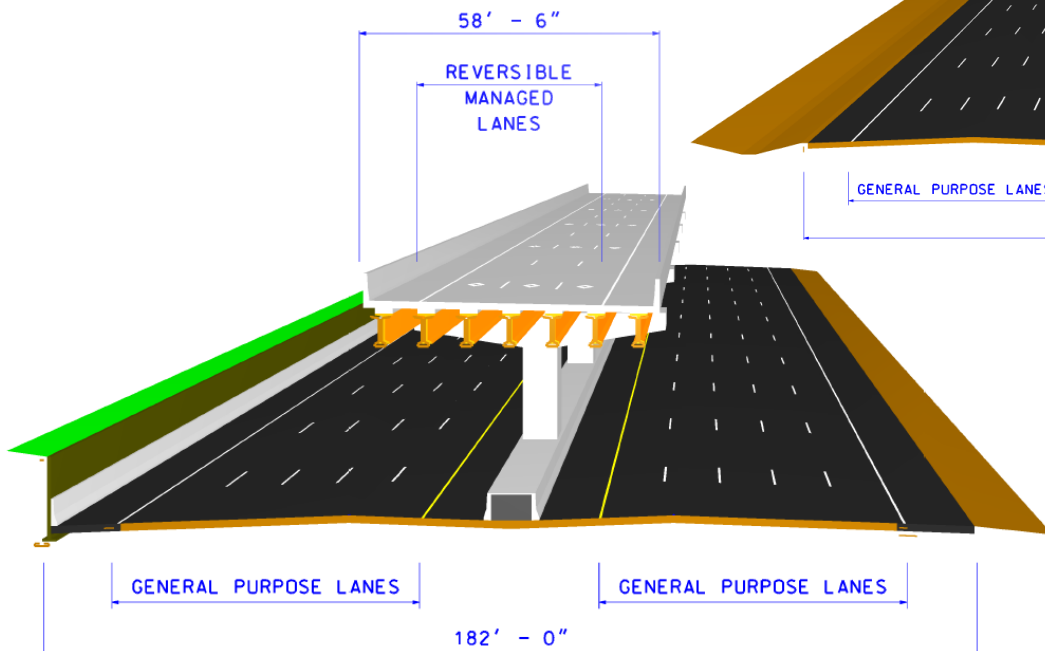 58' - 6"
REVERSIBLE
MANAGED
LANES
GENERAL PURPOSE LANES
GENERAL PURPOSE LANES
GENERAL PURPOSE LANES
182' - 0"